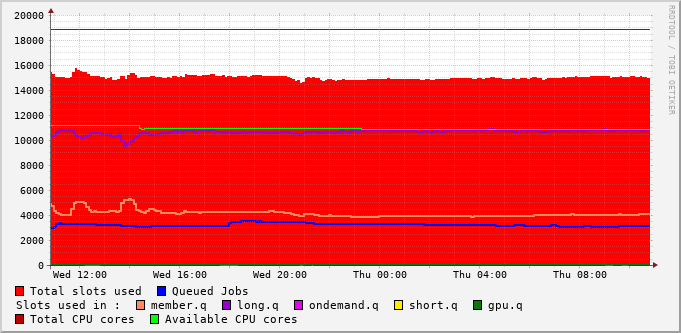 20000
18000
16000
14000
12000
10000
8000
6000
4000
2000
0
Wed 12:00 Wed 16:00 Wed 20:00 Thu 00:00 Thu 04:00 Thu 08:00
Total slots used Queued Jobs
Slots used in : member.q long.q ondemand.q short.q gpu.q
Total CPU cores Available CPU cores
RRDTOOL / TOBI OETIKER